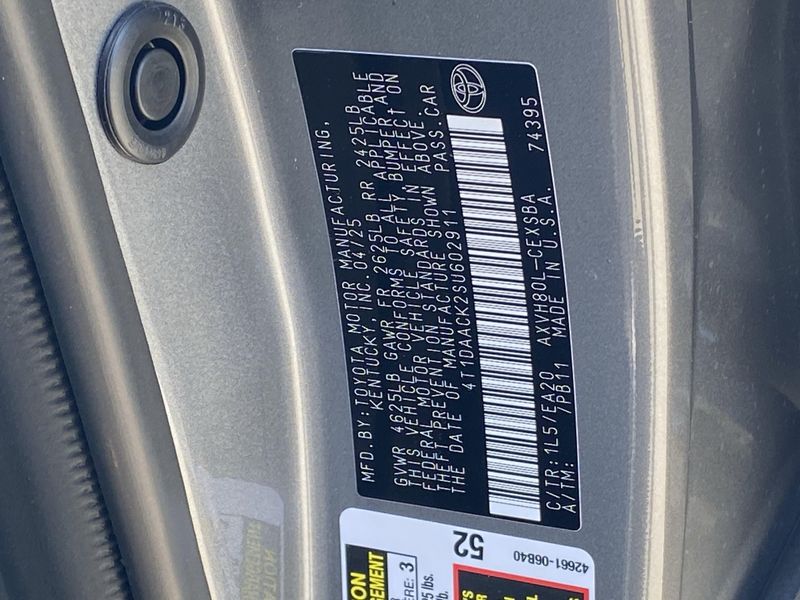 MFD. BY: TOYOTA MOTOR MANUFACTURING,
KENTUCKY, INC. 04/25
GVWR 4625LB GAWR FR 2625LB RR 2425LB
THIS VEHICLE CONFORMS TO ALL APPLICABLE
FEDERAL MOTOR VEHICLE SAFETY, BUMPER AND
THEFT PREVENTION STANDARDS IN EFFECT ON
THE DATE OF MANUFACTURE SHOWN ABOVE.
4T1DAACK2SU602911 PASS.CAR
C/TR: 1L5/EA20 AXVH80L-CEXSBA 74395
A/TM: /PB11 MADE IN U.S.A.
52
42661-06B40
3